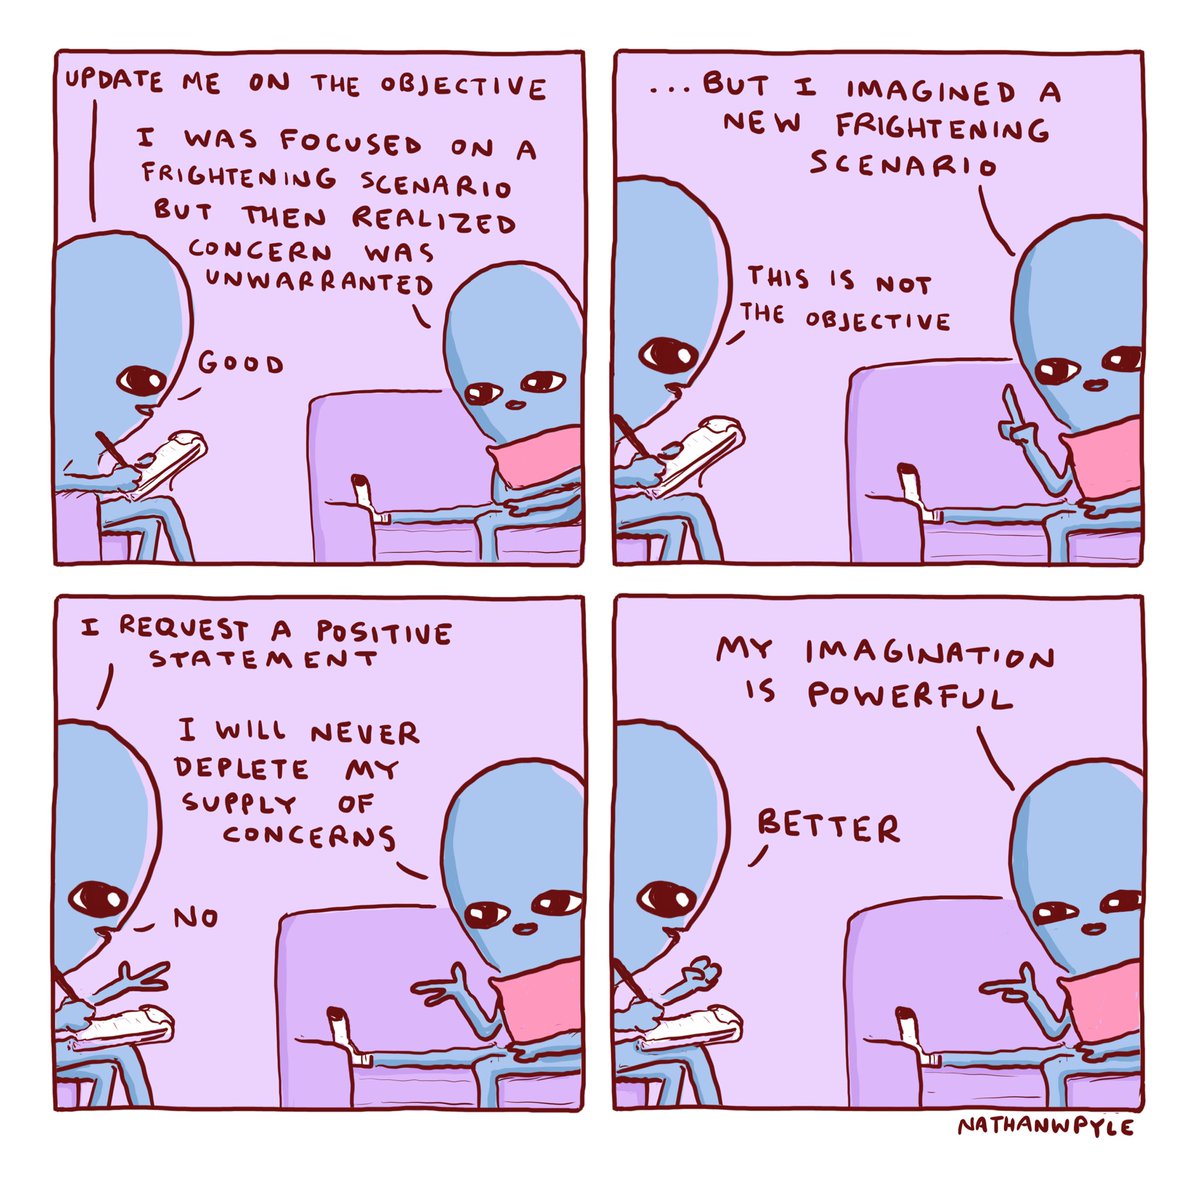 UPDATE ME ON THE OBJECTIVE
I WAS FOCUSED ON A
FRIGHTENING SCENARIO
BUT THEN REALIZED
CONCERN WAS
UNWARRANTED
GOOD
...BUT I IMAGINED A
NEW FRIGHTENING
SCENARIO
THIS IS NOT
THE OBJECTIVE
I REQUEST A POSITIVE
STATEMENT
I WILL NEVER
DEPLETE MY
SUPPLY OF
CONCERNS
NO
MY IMAGINATION
IS POWERFUL
BETTER
NATHANWPYLE